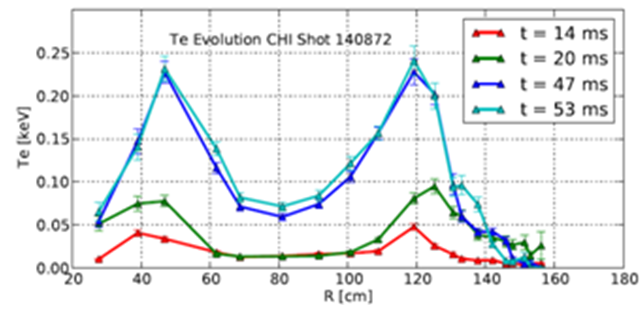 Te Evolution CHI Shot 140872
t = 14 ms
t = 20 ms
t = 47 ms
t = 53 ms
Te [keV]
0.25
0.20
0.15
0.10
0.05
0.00
20 40 60 80 100 120 140 160 180
R [cm]